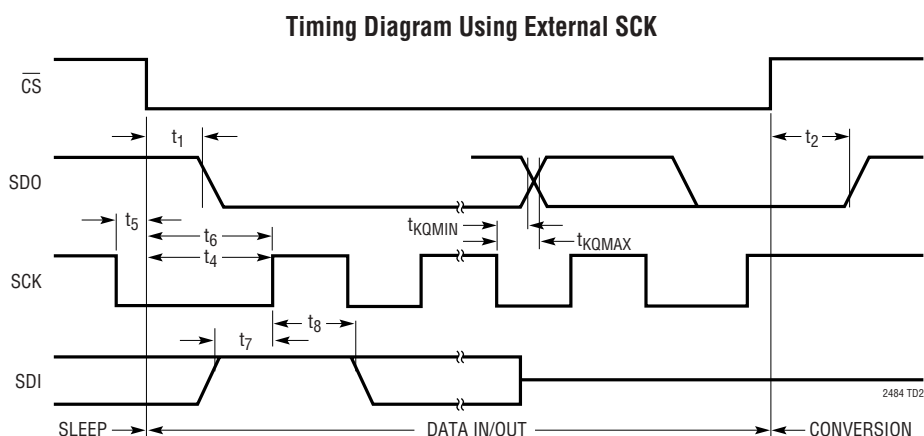 Timing Diagram Using External SCK
CS
t1
t2
SDO
t5
t6
tKQMIN
tKQMAX
t4
SCK
t8
t7
SDI
2484 TD2
SLEEP DATA IN/OUT CONVERSION